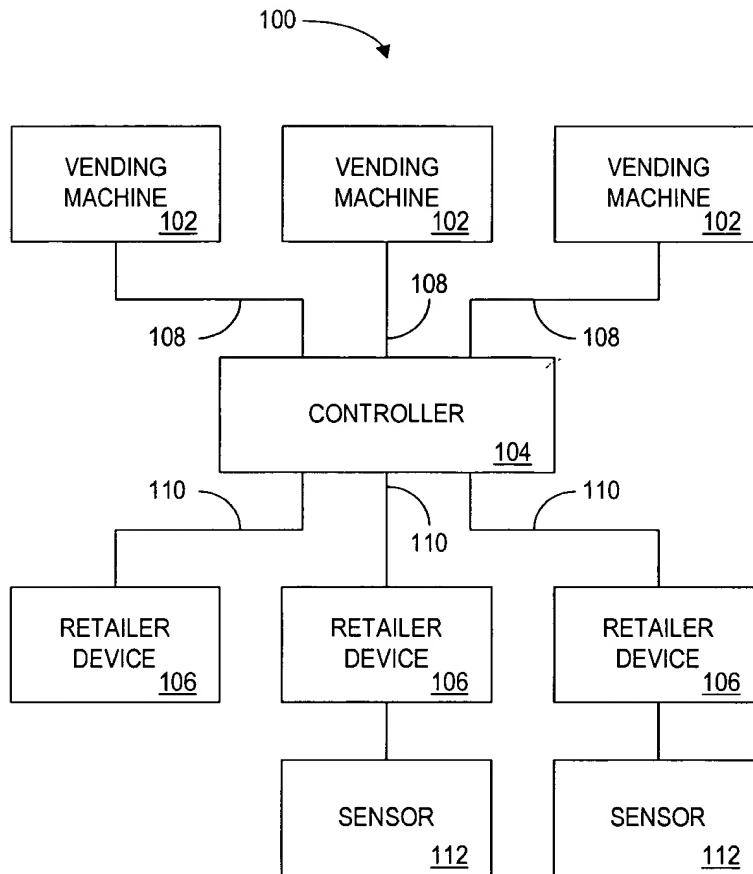 100
VENDING
MACHINE
102
VENDING
MACHINE
102
VENDING
MACHINE
102
108
108
108
CONTROLLER
104
110
110
110
RETAILER
DEVICE
106
RETAILER
DEVICE
106
RETAILER
DEVICE
106
SENSOR
112
SENSOR
112